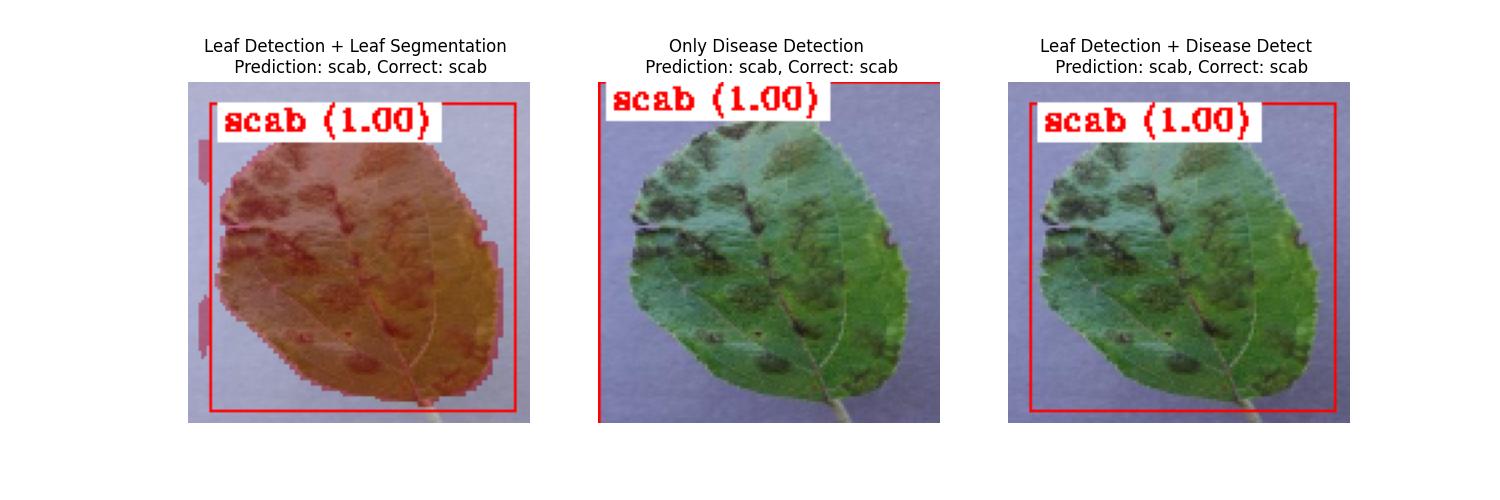 Leaf Detection + Leaf Segmentation
Prediction: scab, Correct: scab
scab (1.00)
Only Disease Detection
Prediction: scab, Correct: scab
scab (1.00)
Leaf Detection + Disease Detect
Prediction: scab, Correct: scab
scab (1.00)